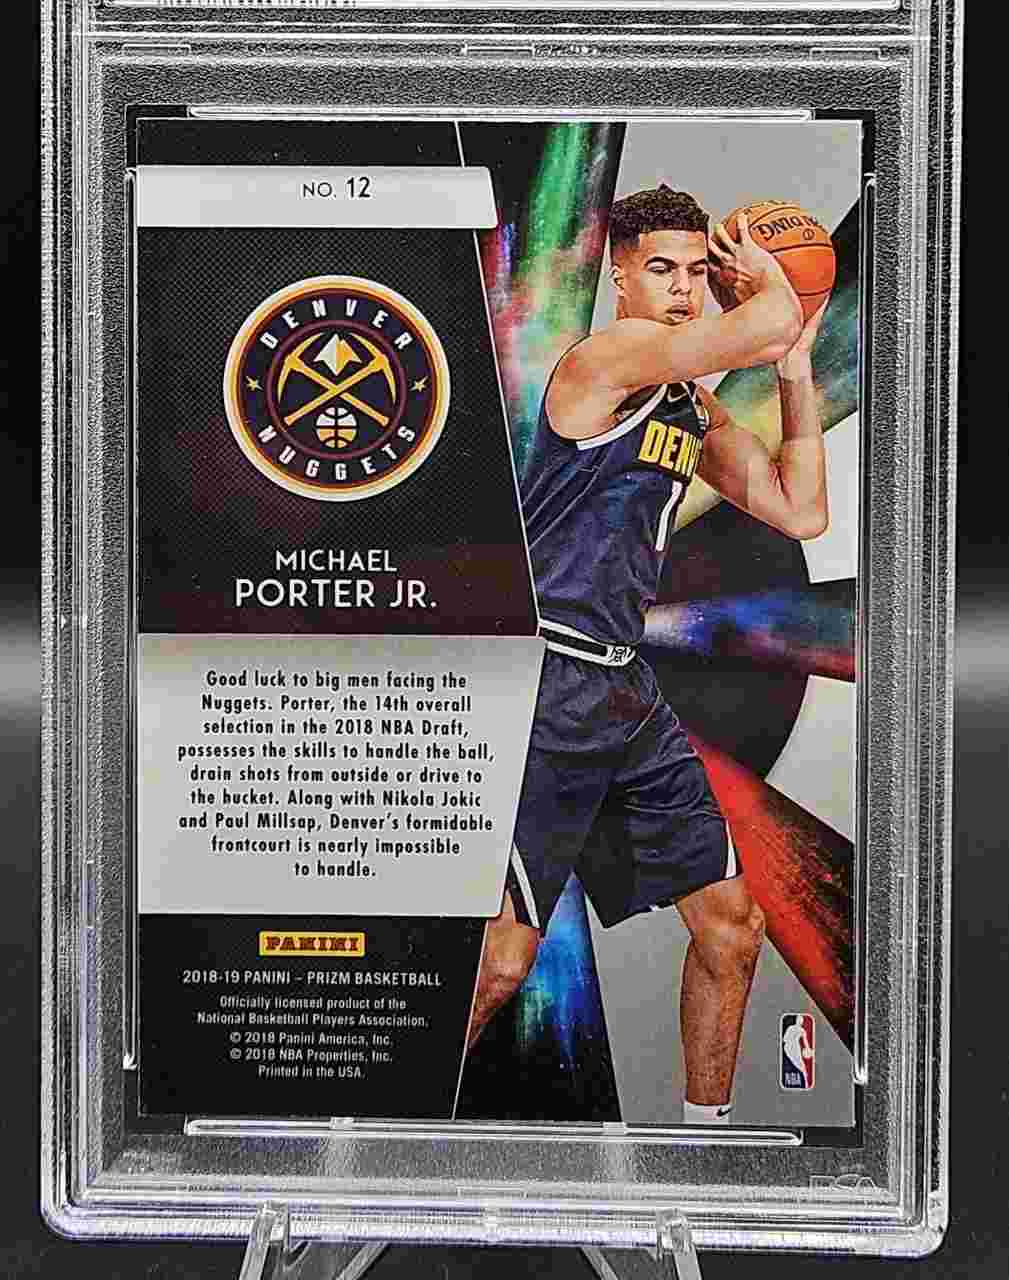 NO. 12
DENVER
NUGGETS
MICHAEL
PORTER JR.
Good luck to big men facing the
Nuggets. Porter, the 14th overall
selection in the 2018 NBA Draft,
possesses the skills to handle the ball,
drain shots from outside or drive to
the bucket. Along with Nikola Jokic
and Paul Millsap, Denver's formidable
frontcourt is nearly impossible
to handle.
PANINI
2018-19 PANINI – PRIZM BASKETBALL
Officially licensed product of the
National Basketball Players Association.
© 2018 Panini America, Inc.
© 2018 NBA Properties, Inc.
Printed in the USA.
DEN
1
NBA
PSA